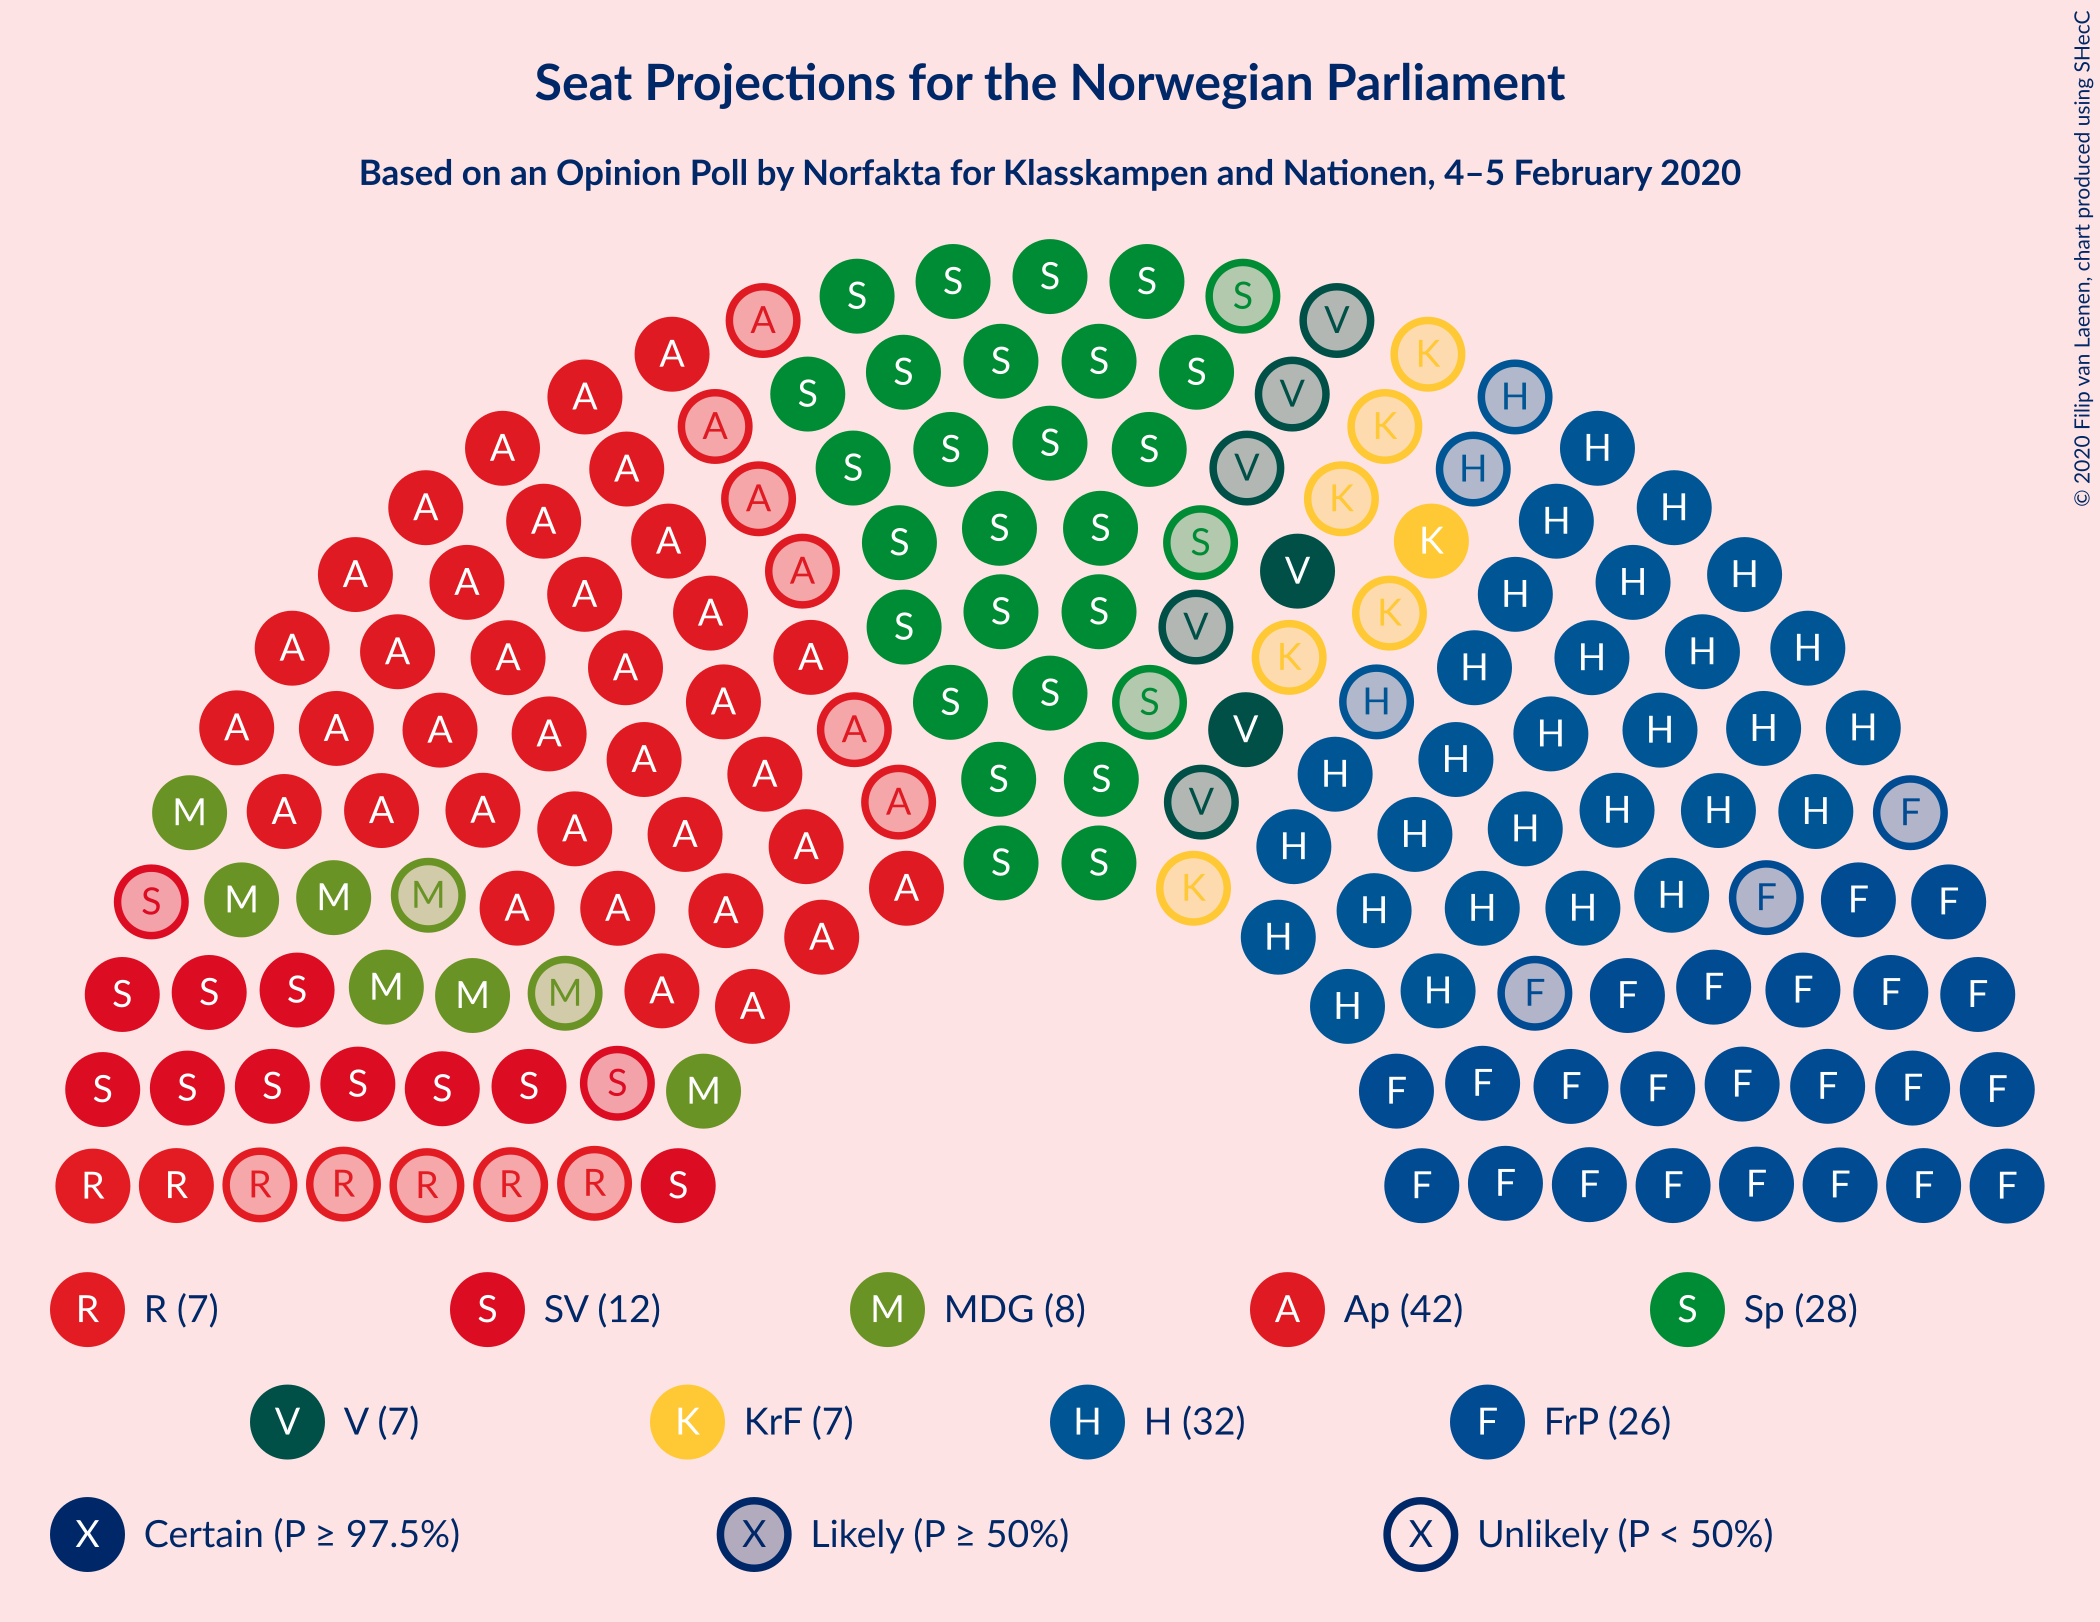 Seat Projections for the Norwegian Parliament
Based on an Opinion Poll by Norfakta for Klasskampen and Nationen, 4–5 February 2020
© 2020 Filip van Laenen, chart produced using SHecC
S S S S S
A V
A K
A S S S S S H
A V H
A A K H
A S S S S H
A A V H
A A K H
A S S S S H
A A V K H
A A S S S K H
A A A V K H
A A A S S S H H
A A A A A A V H H H H H
A S S V H
M A A A A A A S S K H H H H H H F
S M M M A A A A A H H H H H F F F
S S S M M M A A H H F F F F F F
S S S S S S S M F F F F F F F F
R R R R R R R S F F F F F F F F
R R (7) S SV (12) M MDG (8) A Ap (42) S Sp (28)
V V (7) K KrF (7) H H (32) F FrP (26)
X Certain (P ≥ 97.5%) X Likely (P ≥ 50%) X Unlikely (P < 50%)